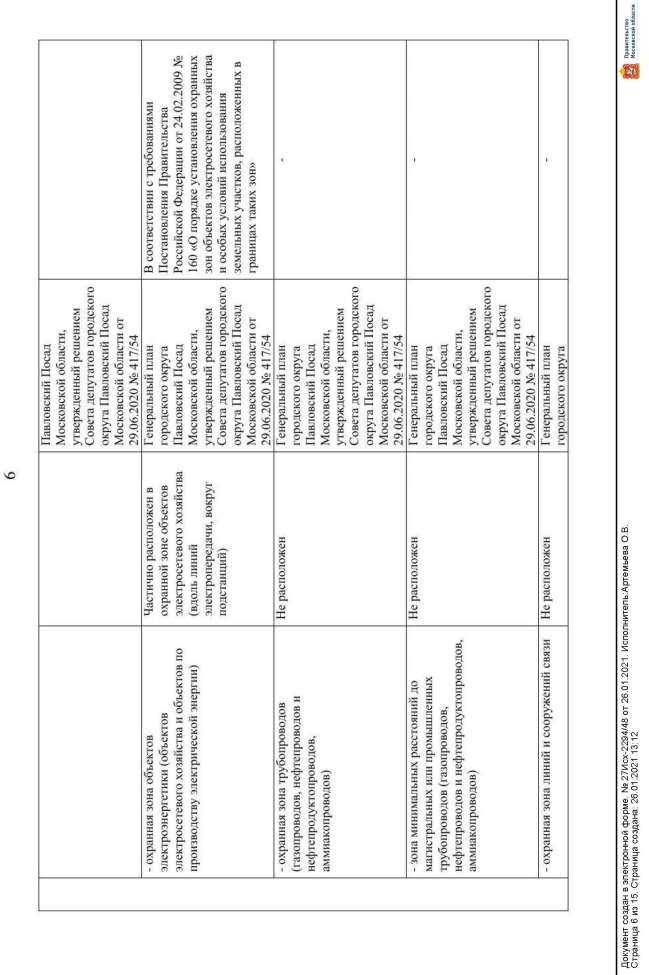 6
Павловский Посад
Московской области,
утвержденный решением
Совета депутатов городского
округа Павловский Посад
Московской области от
29.06.2020 № 417/54
- охранная зона объектов
электроэнергетики (объектов
электросетевого хозяйства и объектов по
производству электрической энергии)
Частично расположен в
охранной зоне объектов
электросетевого хозяйства
(вдоль линий
электропередачи, вокруг
подстанций)
Генеральный план
городского округа
Павловский Посад
Московской области,
утвержденный решением
Совета депутатов городского
округа Павловский Посад
Московской области от
29.06.2020 № 417/54
В соответствии с требованиями
Постановления Правительства
Российской Федерации от 24.02.2009 №
160 «О порядке установления охранных
зон объектов электросетевого хозяйства
и особых условий использования
земельных участков, расположенных в
границах таких зон»
- охранная зона трубопроводов
(газопроводов, нефтепроводов и
нефтепродуктопроводов,
аммиакопроводов)
Не расположен
Генеральный план
городского округа
Павловский Посад
Московской области,
утвержденный решением
Совета депутатов городского
округа Павловский Посад
Московской области от
29.06.2020 № 417/54
-
- зона минимальных расстояний до
магистральных или промышленных
трубопроводов (газопроводов,
нефтепроводов и нефтепродуктопроводов,
аммиакопроводов)
Не расположен
Генеральный план
городского округа
Павловский Посад
Московской области,
утвержденный решением
Совета депутатов городского
округа Павловский Посад
Московской области от
29.06.2020 № 417/54
-
- охранная зона линий и сооружений связи
Не расположен
Генеральный план
городского округа
-
Документ создан в электронной форме. № 27Исх-2294/48 от 26.01.2021. Исполнитель:Артемьева О.В.
Страница 6 из 15. Страница создана: 26.01.2021 13:12
Правительство
Московской области